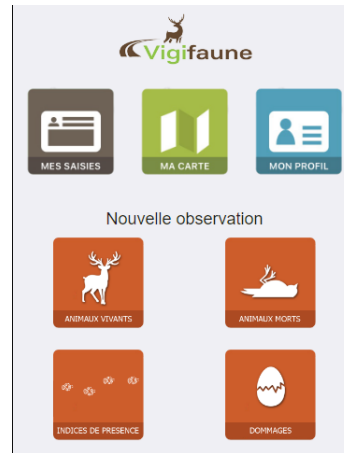 Vigifaune
MES SAISIES
MA CARTE
MON PROFIL
Nouvelle observation
ANIMAUX VIVANTS
ANIMAUX MORTS
INDICES DE PRESENCE
DOMMAGES